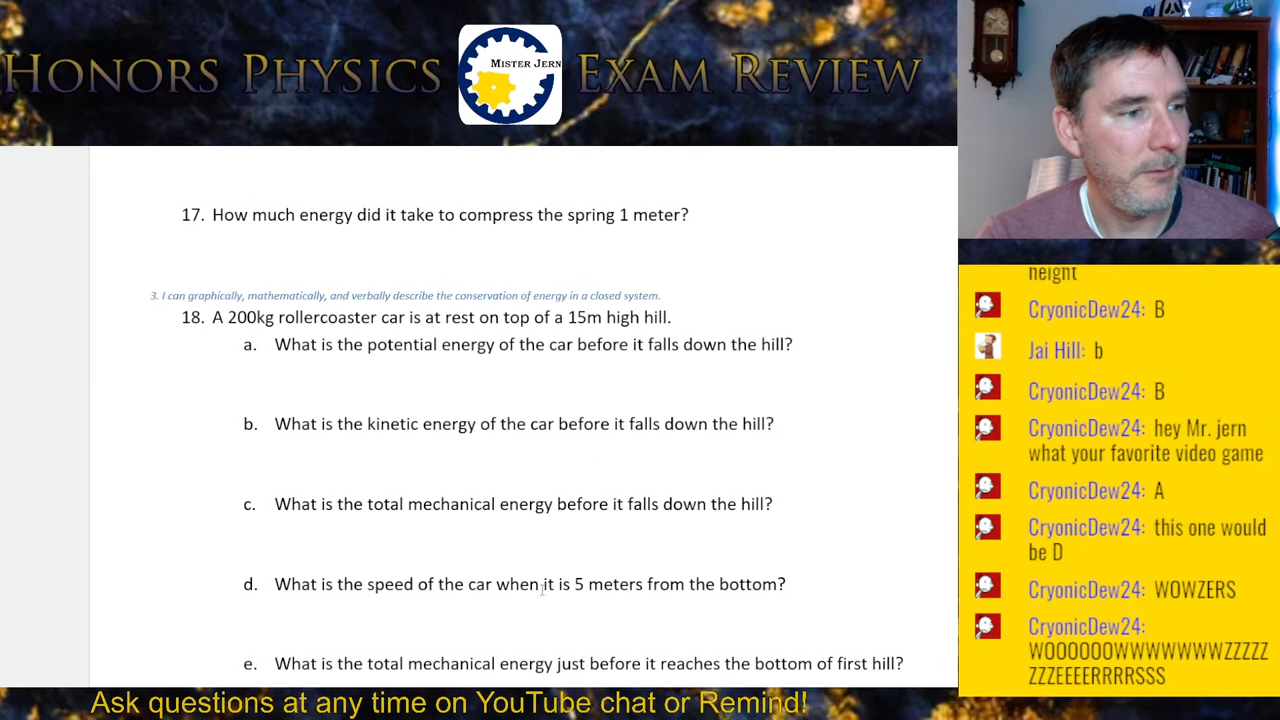 HONORS PHYSICS MISTER JERN EXAM REVIEW
17. How much energy did it take to compress the spring 1 meter?
3. I can graphically, mathematically, and verbally describe the conservation of energy in a closed system.
18. A 200kg rollercoaster car is at rest on top of a 15m high hill.
a. What is the potential energy of the car before it falls down the hill?
b. What is the kinetic energy of the car before it falls down the hill?
c. What is the total mechanical energy before it falls down the hill?
d. What is the speed of the car when it is 5 meters from the bottom?
e. What is the total mechanical energy just before it reaches the bottom of first hill?
height
CryonicDew24: B
Jai Hill: b
CryonicDew24: B
CryonicDew24: hey Mr. jern
what your favorite video game
CryonicDew24: A
CryonicDew24: this one would
be D
CryonicDew24: WOWZERS
CryonicDew24:
WOOOOOOWWWWWWWZZZZZ
ZZZEEEERRRRSSS
Ask questions at any time on YouTube chat or Remind!